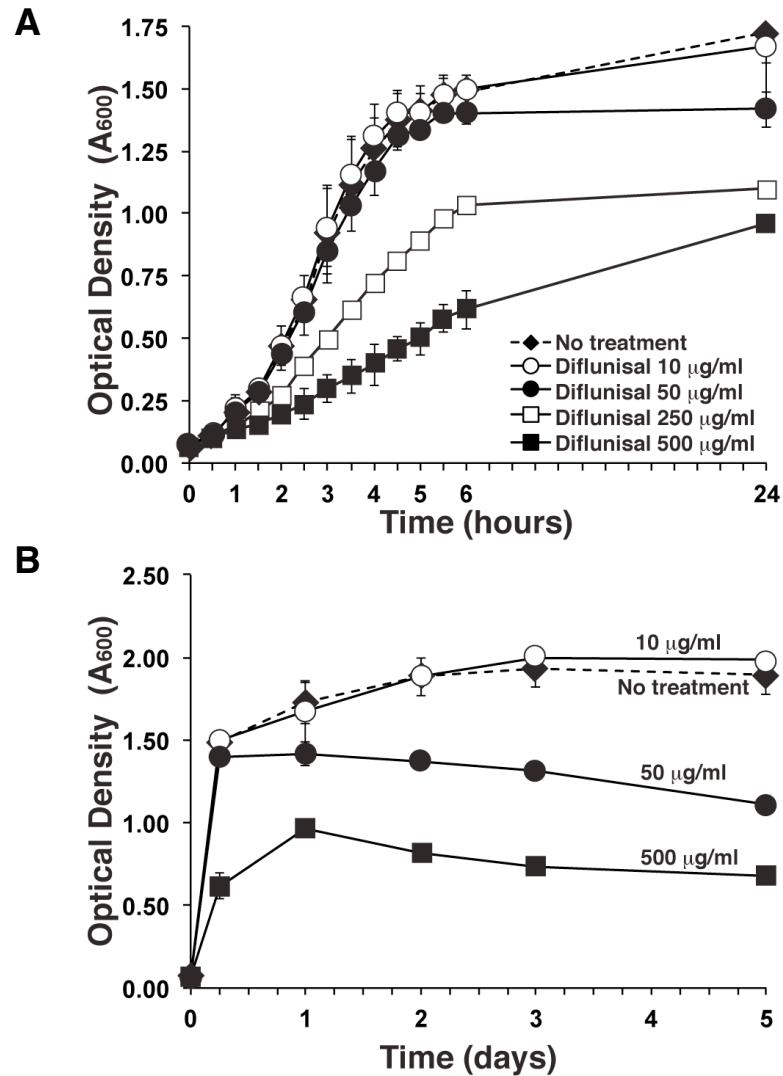 A
Optical Density (A600)
1.75
1.50
1.25
1.00
0.75
0.50
0.25
0.00
No treatment
Diflunisal 10 μg/ml
Diflunisal 50 μg/ml
Diflunisal 250 μg/ml
Diflunisal 500 μg/ml
0 1 2 3 4 5 6 24
Time (hours)
B
Optical Density (A600)
2.50
2.00
1.50
1.00
0.50
0.00
10 μg/ml
No treatment
50 μg/ml
500 μg/ml
0 1 2 3 4 5
Time (days)